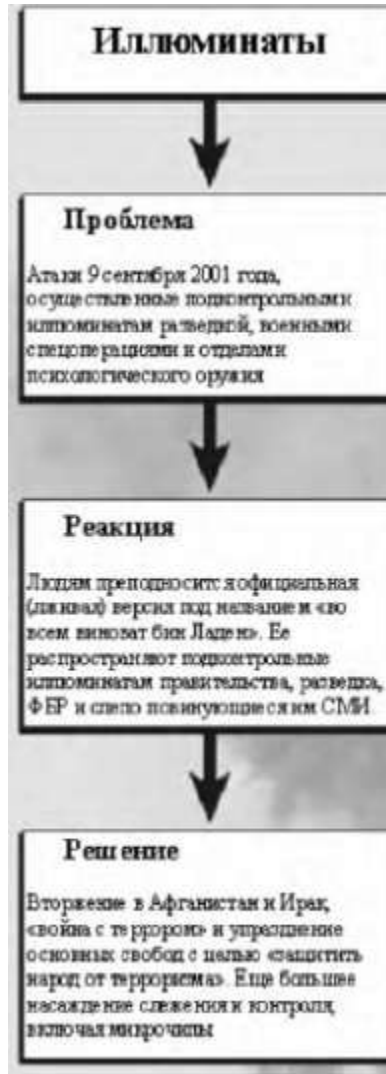 Иллюминаты
Проблема
Атаки 9 сентября 2001 года,
осуществленные подконтрольными
иллюминатам разведкой, военными
спецоперациями и отделами
психологического оружия
Реакция
Людям преподносится официальная
(лживая) версия под названием «во
всем виноват бин Ладен». Ее
распространяют подконтрольные
иллюминатам правительства, разведка,
ФБР и слепо повинующиеся им СМИ.
Решение
Вторжение в Афганистан и Ирак,
«война с террором» и упразднение
основных свобод с целью «защитить
народ от терроризма». Еще большее
насаждение слежения и контроля,
включая микрочипы